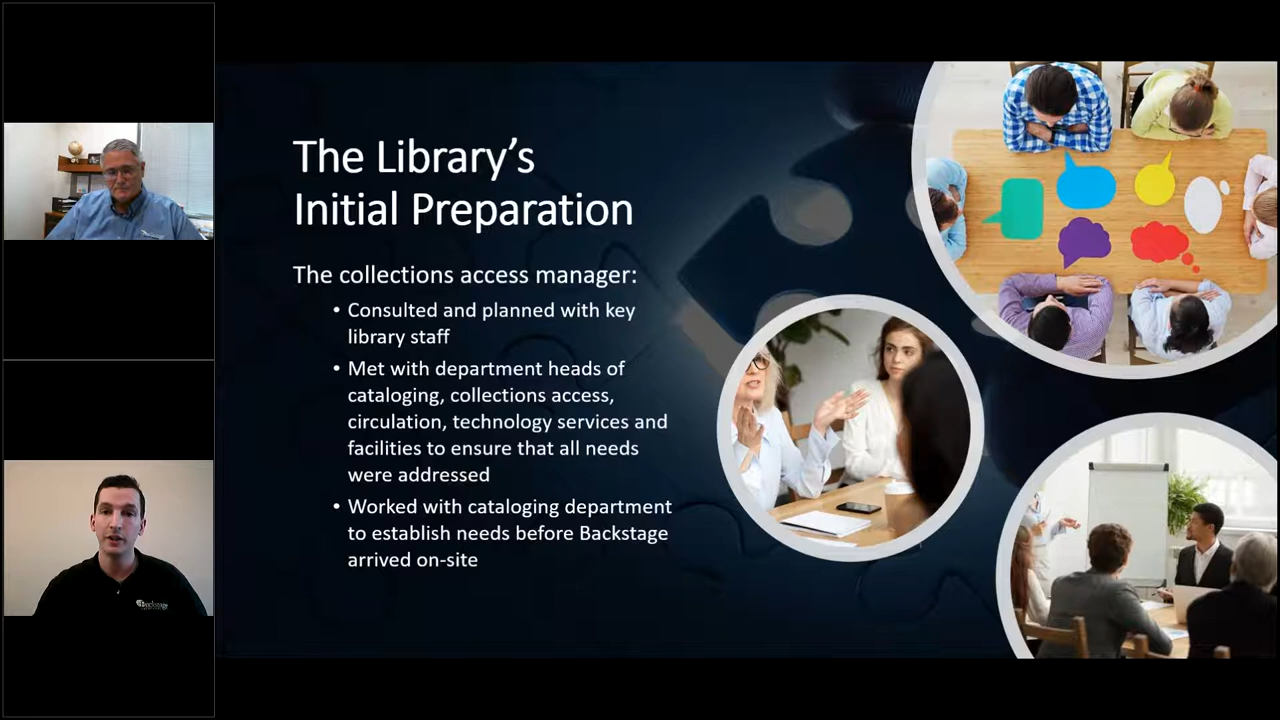 The Library's
Initial Preparation
The collections access manager:
• Consulted and planned with key
library staff
• Met with department heads of
cataloging, collections access,
circulation, technology services and
facilities to ensure that all needs
were addressed
• Worked with cataloging department
to establish needs before Backstage
arrived on-site